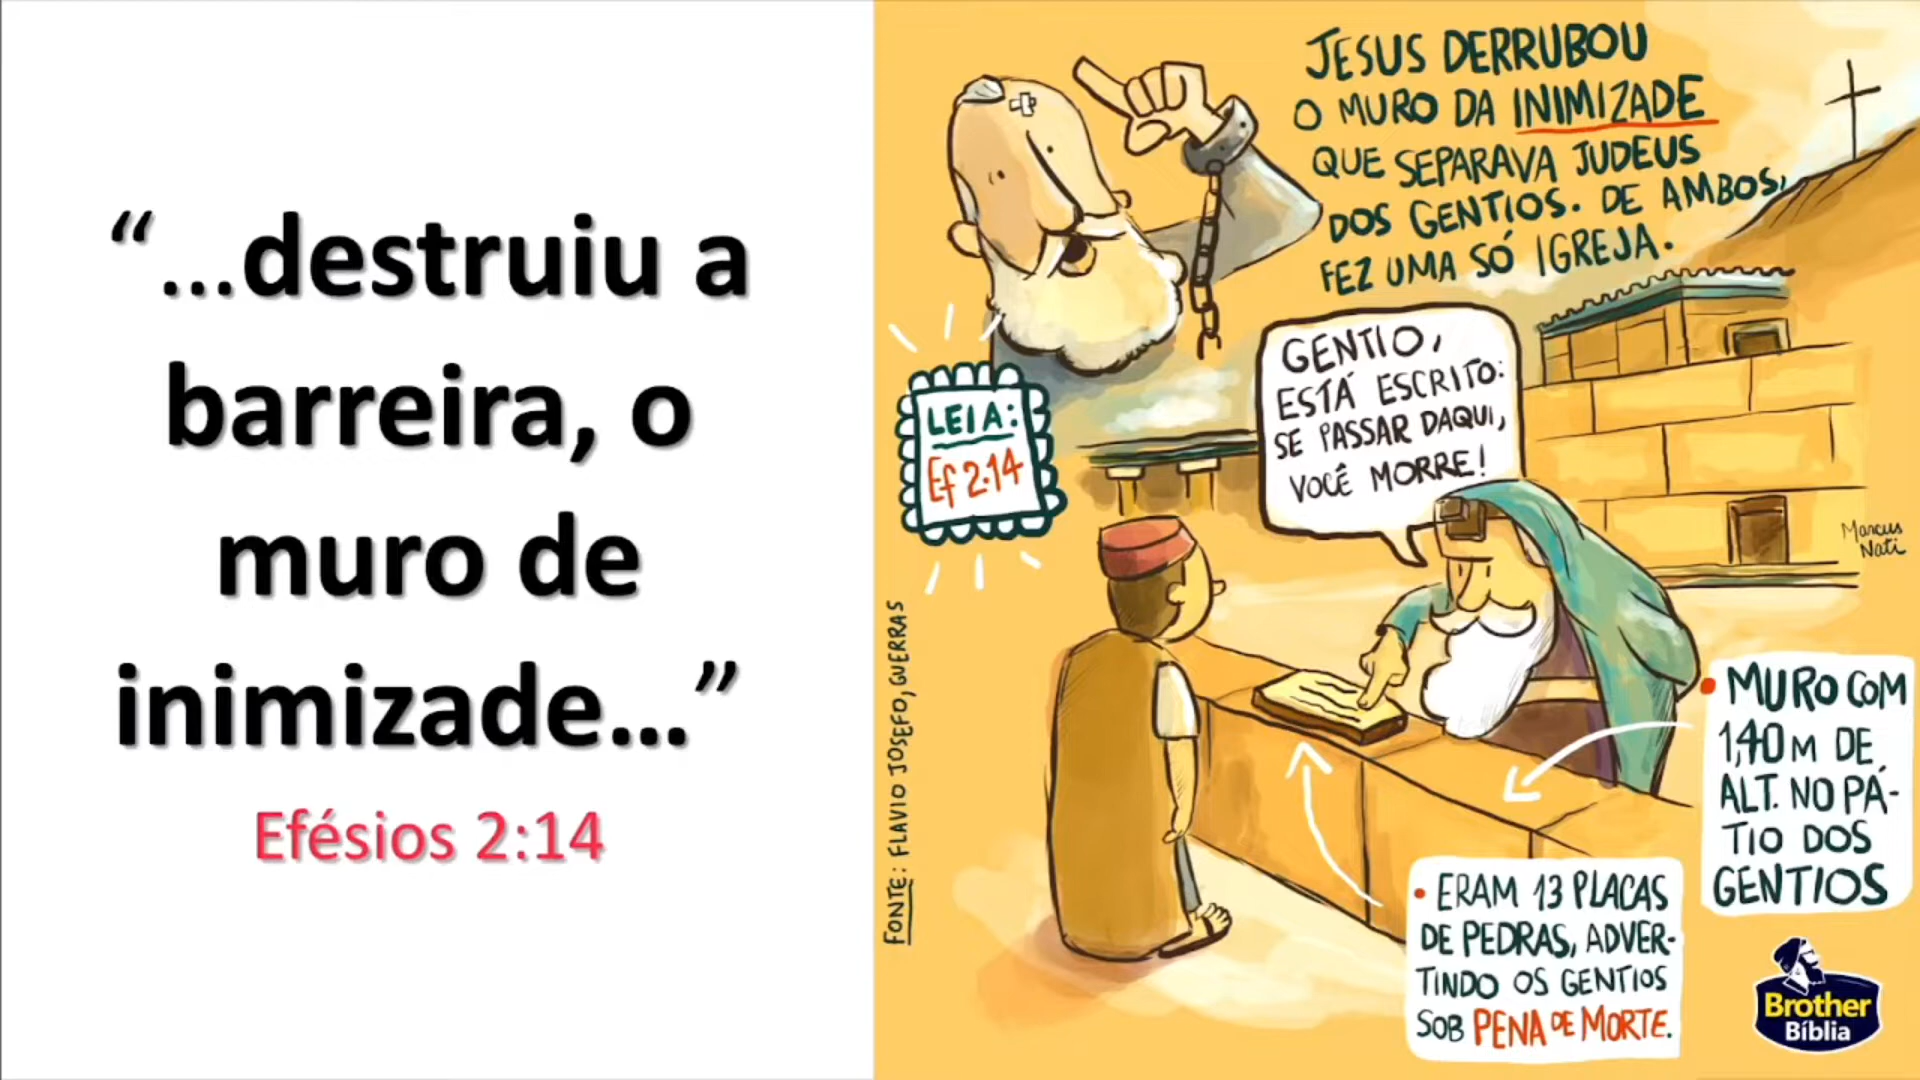 “...destruiu a
barreira, o
muro de
inimizade...”
Efésios 2:14
JESUS DERRUBOU
O MURO DA INIMIZADE
QUE SEPARAVA JUDEUS
DOS GENTIOS. DE AMBOS,
FEZ UMA SÓ IGREJA.
LEIA:
Ef 2.14
GENTIO,
ESTÁ ESCRITO:
SE PASSAR DAQUI,
VOCÊ MORRE!
Marcus
Nati
FONTE: FLAVIO JOSEFO, GUERRAS
• MURO COM
1,40 M DE
ALT. NO PÁ-
TIO DOS
GENTIOS
• ERAM 13 PLACAS
DE PEDRAS, ADVER-
TINDO OS GENTIOS
SOB PENA DE MORTE.
Brother
Bíblia